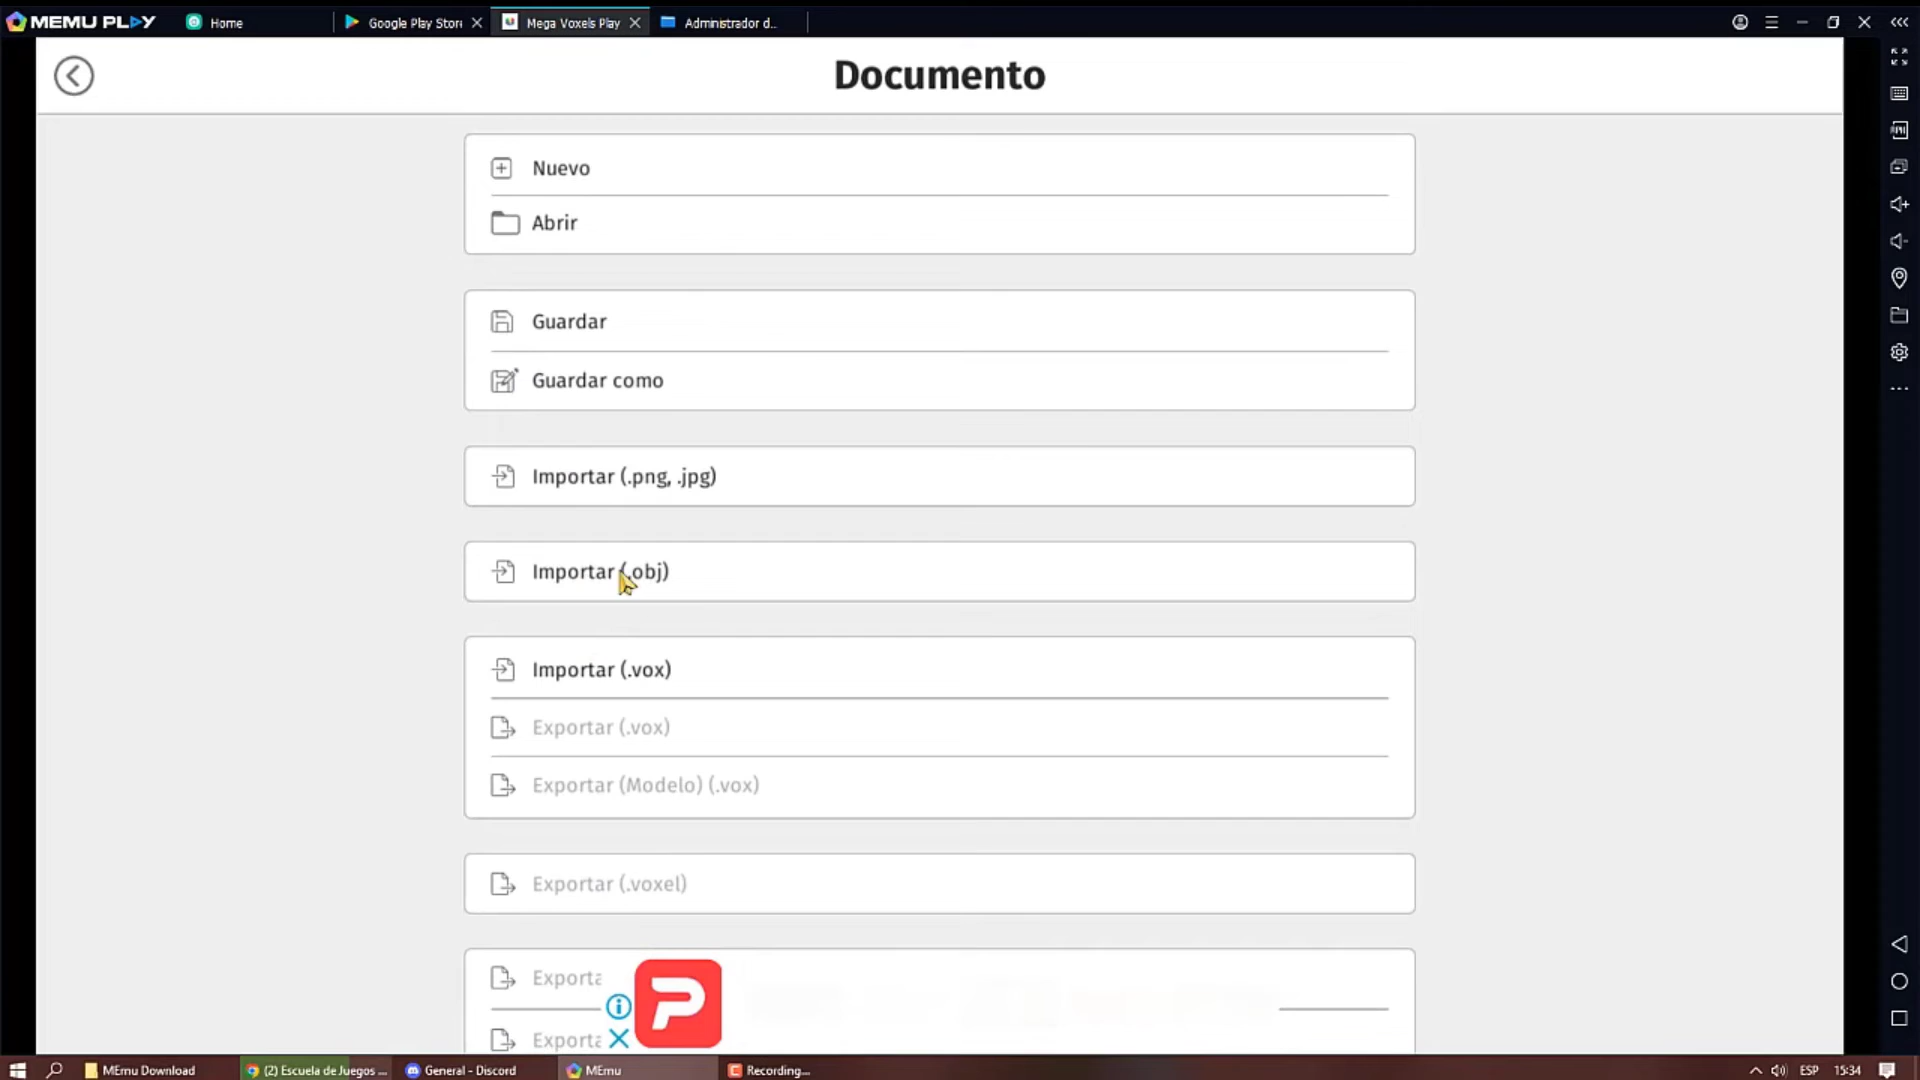 MEMU PLAY
Home
Google Play Store
Mega Voxels Play
Administrador d..
Documento
Nuevo
Abrir
Guardar
Guardar como
Importar (.png, .jpg)
Importar (.obj)
Importar (.vox)
Exportar (.vox)
Exportar (Modelo) (.vox)
Exportar (.voxel)
Exporta
Exporta
MEmu Download
(2) Escuela de Juegos ...
General - Discord
MEmu
Recording...
ESP
15:34